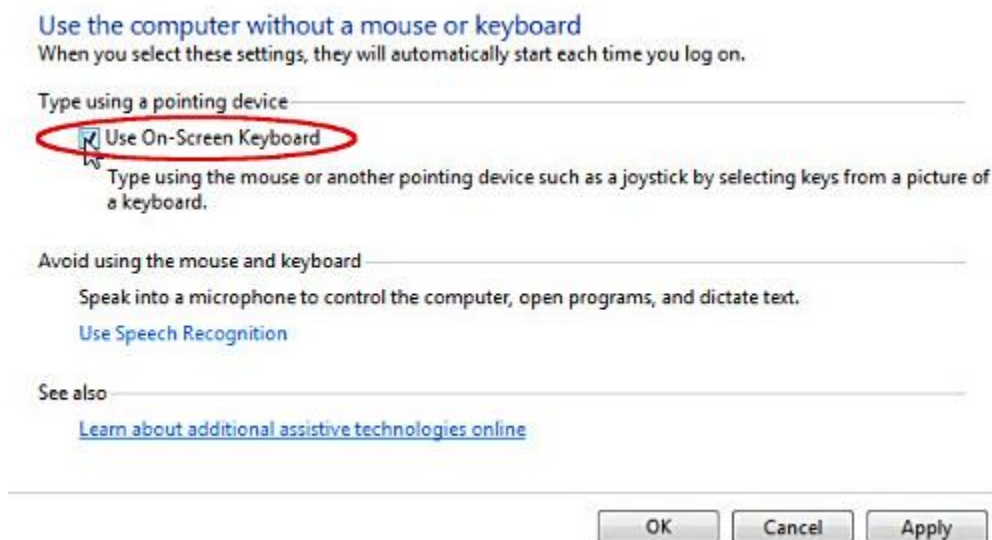 Use the computer without a mouse or keyboard
When you select these settings, they will automatically start each time you log on.
Type using a pointing device
Use On-Screen Keyboard
Type using the mouse or another pointing device such as a joystick by selecting keys from a picture of
a keyboard.
Avoid using the mouse and keyboard
Speak into a microphone to control the computer, open programs, and dictate text.
Use Speech Recognition
See also
Learn about additional assistive technologies online
OK Cancel Apply